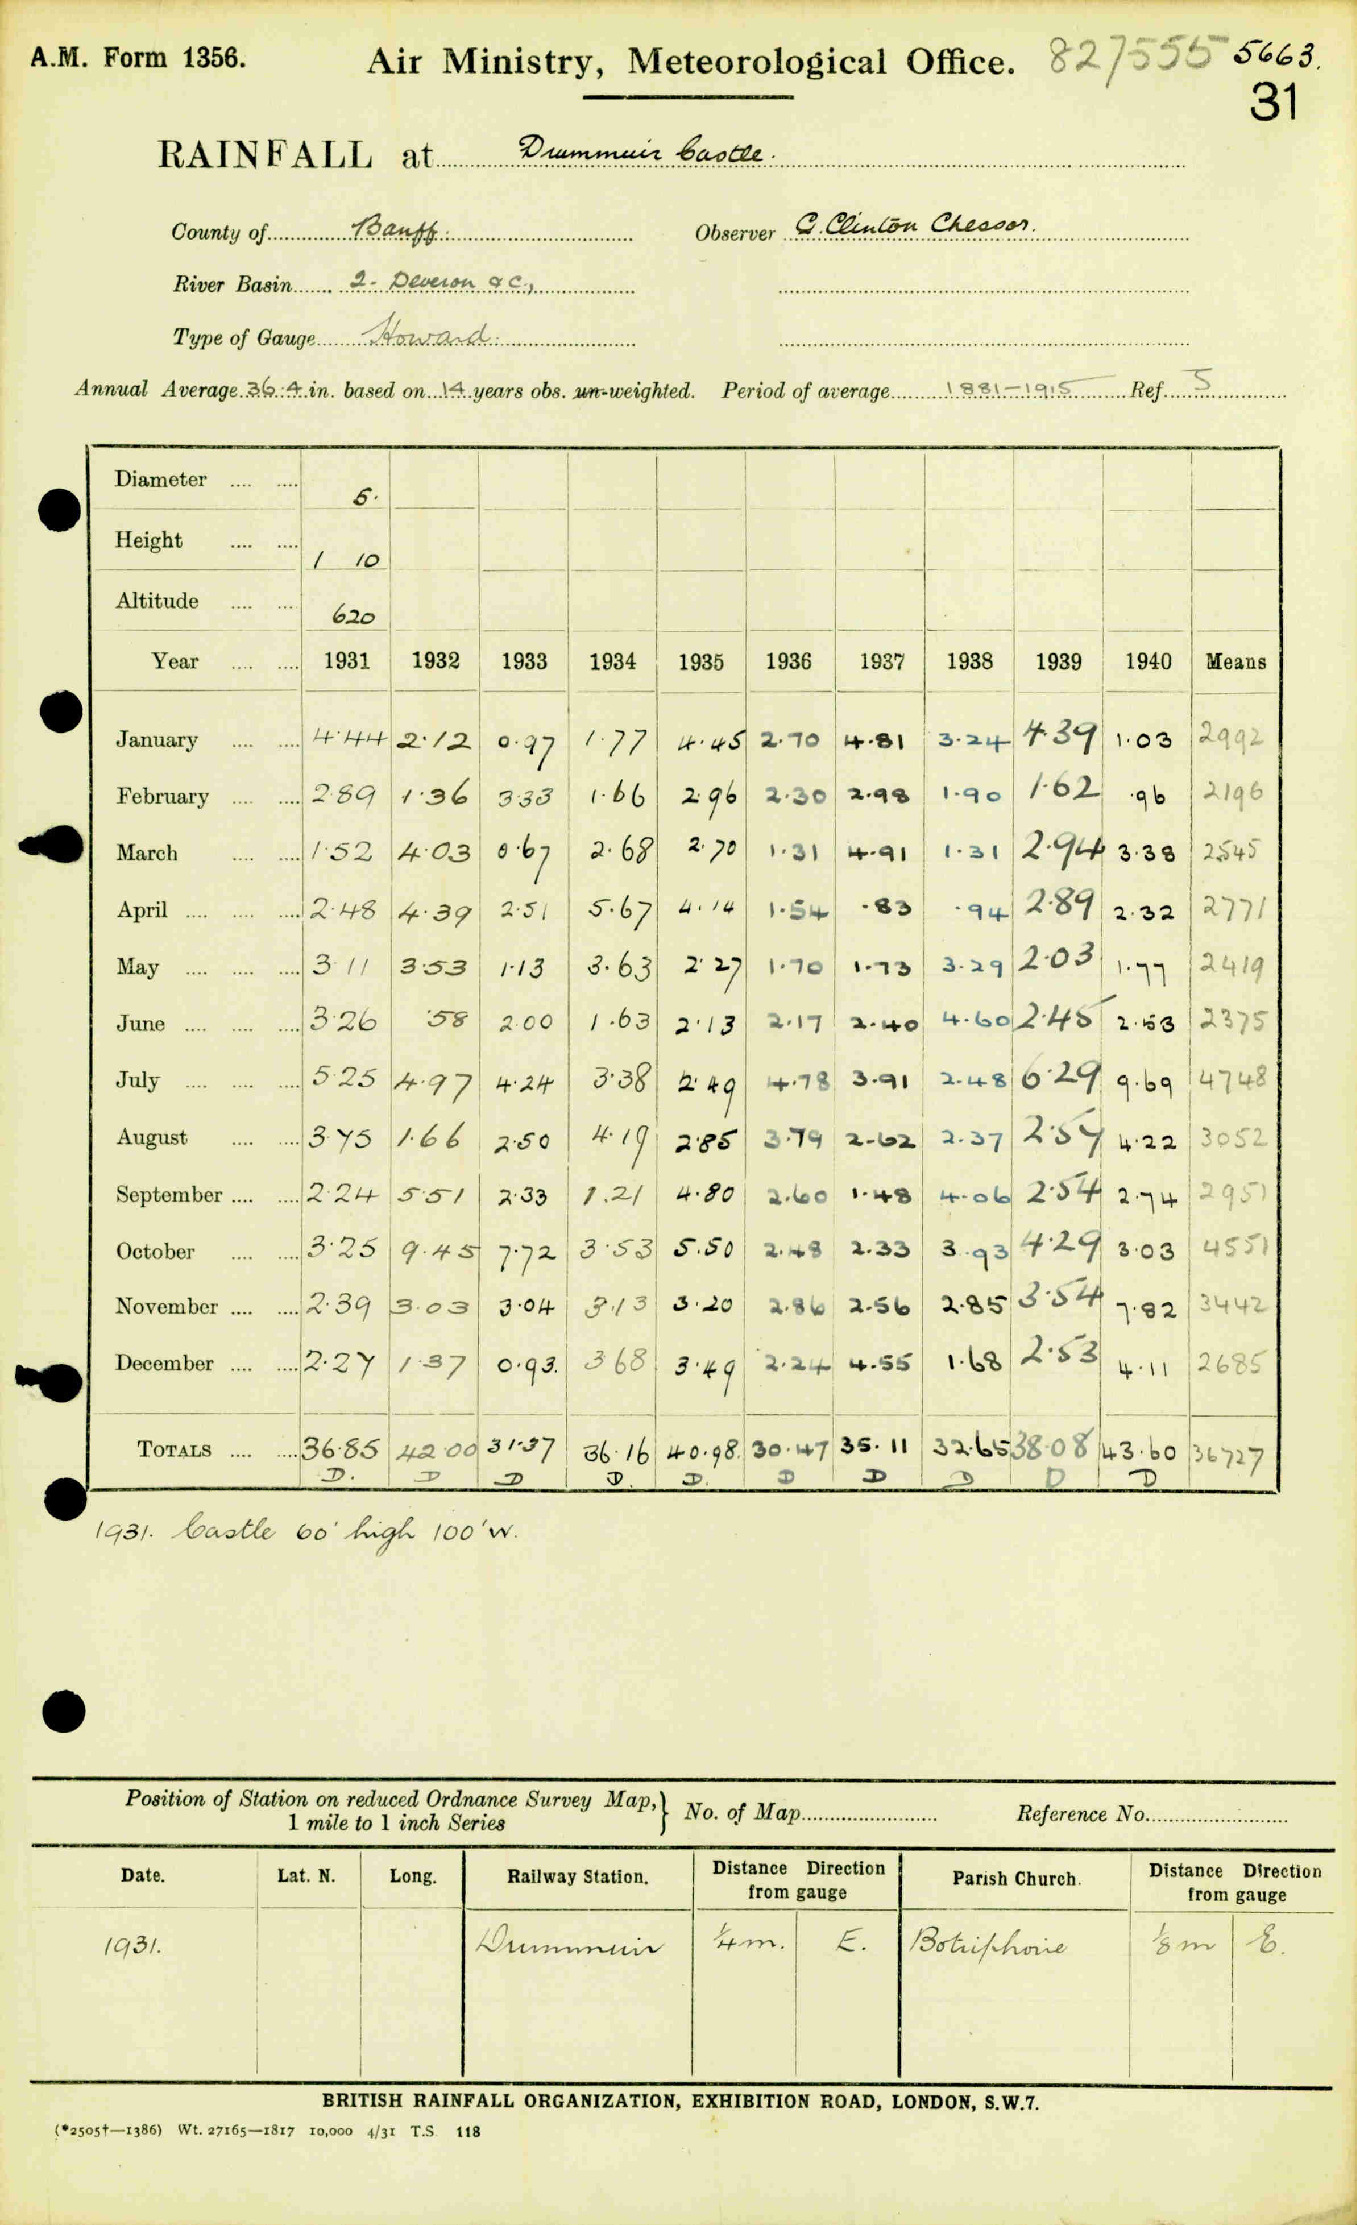 A.M. Form 1356.
Air Ministry, Meteorological Office. 827555 5663.
31
RAINFALL at Drummuir Castle.
County of Banff. Observer G. Clinton Chessor.
River Basin 2. Deveron &c.,
Type of Gauge Howard.
Annual Average 36.4 in. based on 14 years obs. un-weighted. Period of average 1881-1915 Ref. 5
Diameter 5.
Height 1 10
Altitude 620
Year 1931 1932 1933 1934 1935 1936 1937 1938 1939 1940 Means
January 4.44 2.12 0.97 1.77 4.45 2.70 4.81 3.24 4.39 1.03 2992
February 2.89 1.36 3.33 1.66 2.96 2.30 2.98 1.90 1.62 .96 2196
March 1.52 4.03 0.67 2.68 2.70 1.31 4.91 1.31 2.94 3.38 2545
April 2.48 4.39 2.51 5.67 4.14 1.54 .83 .94 2.89 2.32 2771
May 3.11 3.53 1.13 3.63 2.27 1.70 1.73 3.29 2.03 1.77 2419
June 3.26 .58 2.00 1.63 2.13 2.17 2.40 4.60 2.45 2.53 2375
July 5.25 4.97 4.24 3.38 2.49 4.78 3.91 2.48 6.29 9.69 4748
August 3.75 1.66 2.50 4.19 2.85 3.79 2.62 2.37 2.57 4.22 3052
September 2.24 5.51 2.33 1.21 4.80 2.60 1.48 4.06 2.54 2.74 2951
October 3.25 9.45 7.72 3.53 5.50 2.48 2.33 3.93 4.29 3.03 4551
November 2.39 3.03 3.04 3.13 3.20 2.86 2.56 2.85 3.54 7.82 3442
December 2.27 1.37 0.93. 3.68 3.49 2.24 4.55 1.68 2.53 4.11 2685
TOTALS 36.85 42.00 31.37 36.16 40.98. 30.47 35.11 32.65 38.08 43.60 36727
D. D D D. D. D D D D D
1931. Castle 60' high 100' W.
Position of Station on reduced Ordnance Survey Map, 1 mile to 1 inch Series } No. of Map Reference No.
Date. Lat. N. Long. Railway Station. Distance Direction from gauge Parish Church. Distance Direction from gauge
1931. Drummuir ¼ m. E. Botriphnie ⅛ m E.
BRITISH RAINFALL ORGANIZATION, EXHIBITION ROAD, LONDON, S.W.7.
(*2505†—1386) Wt. 27165—1817 10,000 4/31 T.S. 118